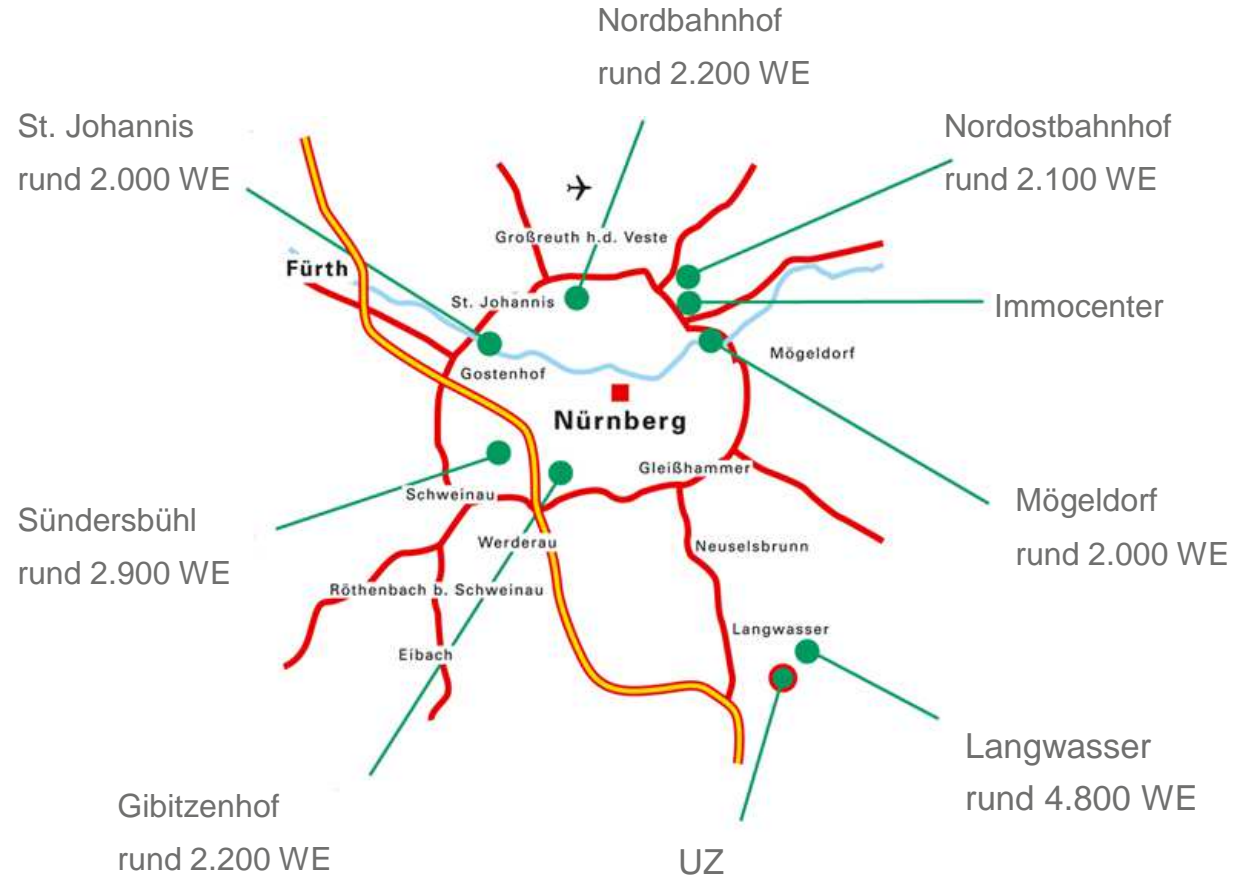 Nordbahnhof
rund 2.200 WE
St. Johannis
rund 2.000 WE
Nordostbahnhof
rund 2.100 WE
Großreuth h.d. Veste
Fürth
St. Johannis
Immocenter
Mögeldorf
Gostenhof
Nürnberg
Gleißhammer
Schweinau
Mögeldorf
rund 2.000 WE
Sündersbühl
rund 2.900 WE
Werderau
Neuselsbrunn
Röthenbach b. Schweinau
Langwasser
Eibach
Langwasser
rund 4.800 WE
Gibitzenhof
rund 2.200 WE
UZ